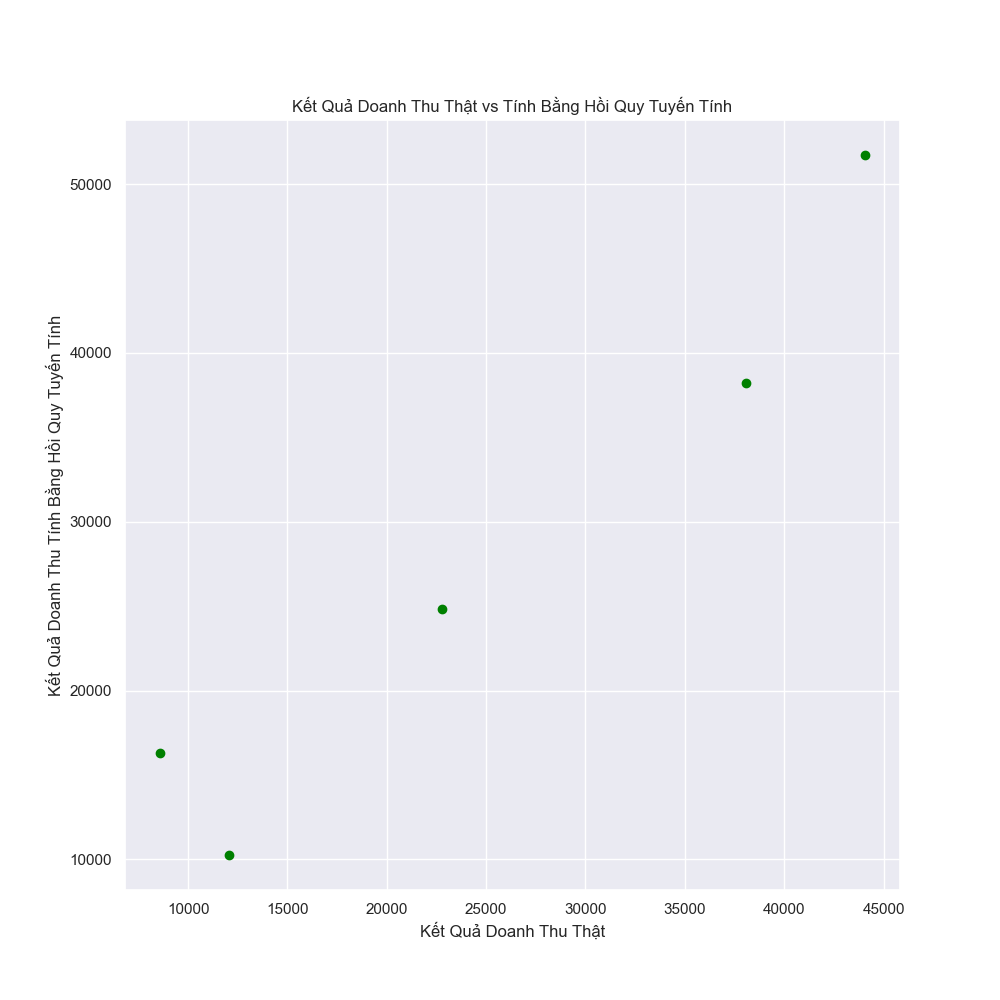 Kết Quả Doanh Thu Thật vs Tính Bằng Hồi Quy Tuyến Tính
Kết Quả Doanh Thu Tính Bằng Hồi Quy Tuyến Tính
50000
40000
30000
20000
10000
10000 15000 20000 25000 30000 35000 40000 45000
Kết Quả Doanh Thu Thật